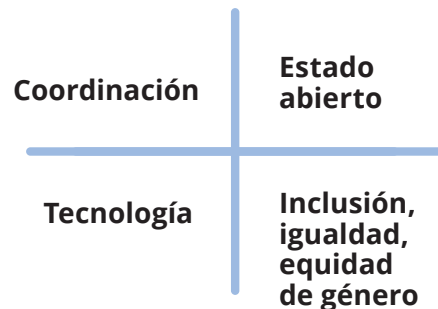 Coordinación
Estado
abierto
Tecnología
Inclusión,
igualdad,
equidad
de género